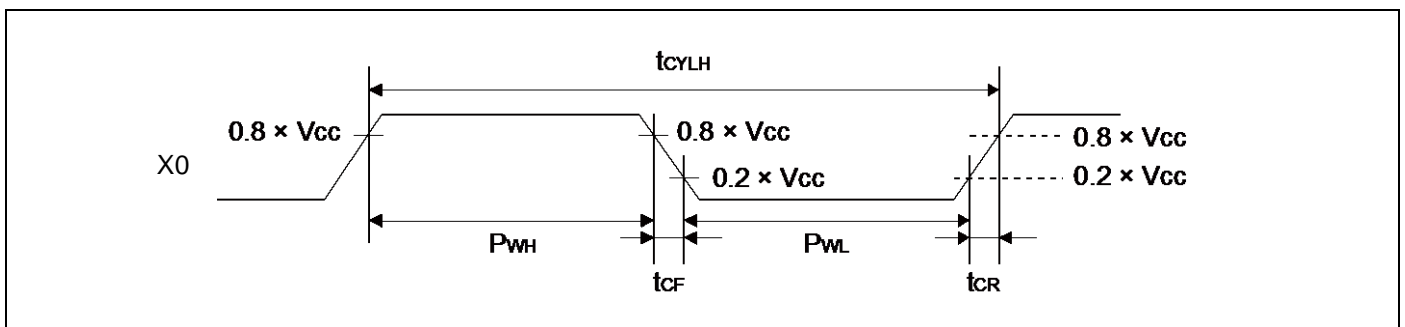 tCYLH
0.8 × Vcc
0.8 × Vcc
0.8 × Vcc
X0
0.2 × Vcc
0.2 × Vcc
PWH
PWL
tCF
tCR